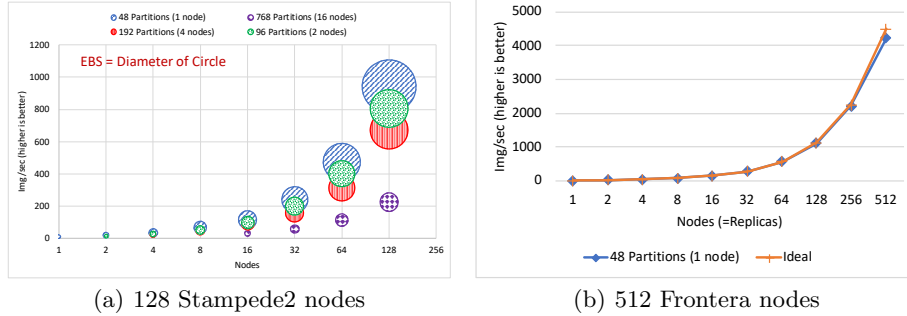 48 Partitions (1 node) 768 Partitions (16 nodes)
192 Partitions (4 nodes) 96 Partitions (2 nodes)
1200
EBS = Diameter of Circle
1000
800
600
400
200
0
Img/sec (higher is better)
1 2 4 8 16 32 64 128 256
Nodes
(a) 128 Stampede2 nodes
5000
4000
3000
2000
1000
0
Img/sec (higher is better)
1 2 4 8 16 32 64 128 256 512
Nodes (=Replicas)
48 Partitions (1 node) Ideal
(b) 512 Frontera nodes